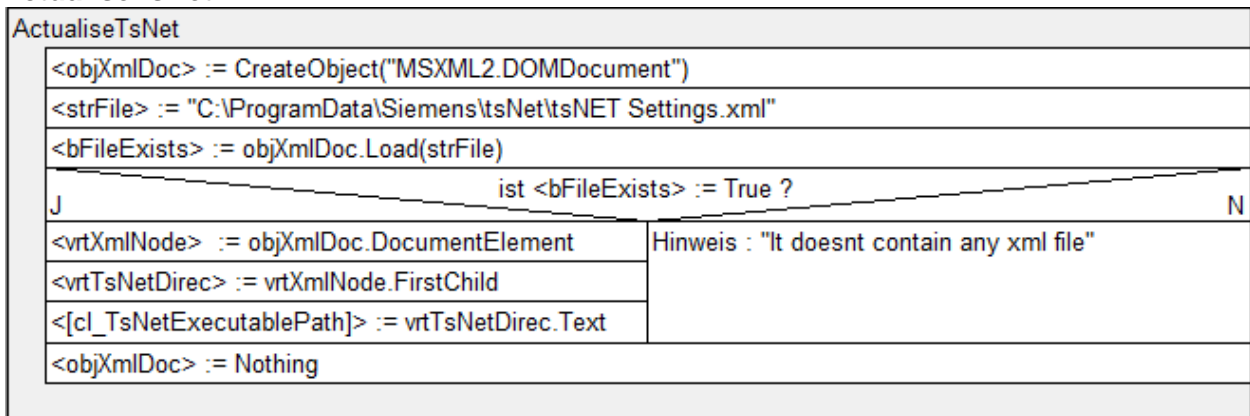 ActualiseTsNet
<objXmlDoc> := CreateObject("MSXML2.DOMDocument")
<strFile> := "C:\ProgramData\Siemens\tsNet\tsNET Settings.xml"
<bFileExists> := objXmlDoc.Load(strFile)
ist <bFileExists> := True ?
J
N
<vrtXmlNode>  := objXmlDoc.DocumentElement
Hinweis : "It doesnt contain any xml file"
<vrtTsNetDirec> := vrtXmlNode.FirstChild
<[cl_TsNetExecutablePath]> := vrtTsNetDirec.Text
<objXmlDoc> := Nothing